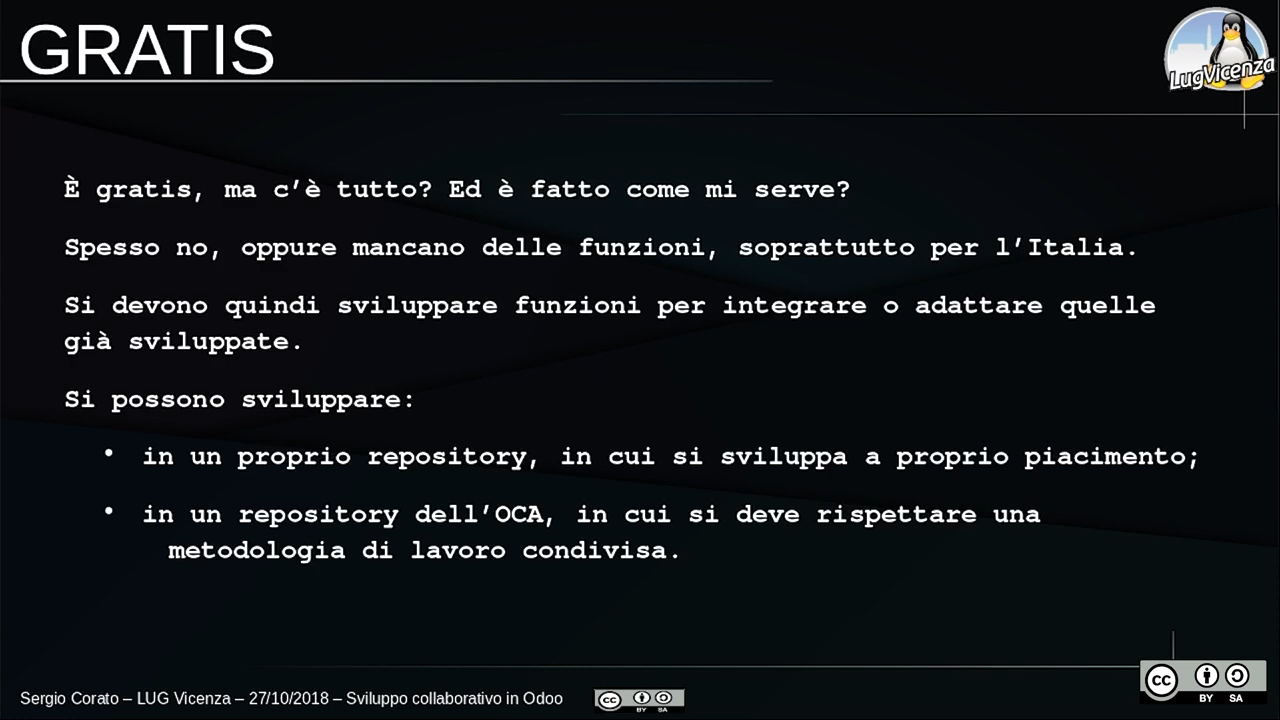 GRATIS
LugVicenza
È gratis, ma c’è tutto? Ed è fatto come mi serve?
Spesso no, oppure mancano delle funzioni, soprattutto per l’Italia.
Si devono quindi sviluppare funzioni per integrare o adattare quelle
già sviluppate.
Si possono sviluppare:
• in un proprio repository, in cui si sviluppa a proprio piacimento;
• in un repository dell’OCA, in cui si deve rispettare una
metodologia di lavoro condivisa.
Sergio Corato – LUG Vicenza – 27/10/2018 – Sviluppo collaborativo in Odoo
cc BY SA
cc BY SA